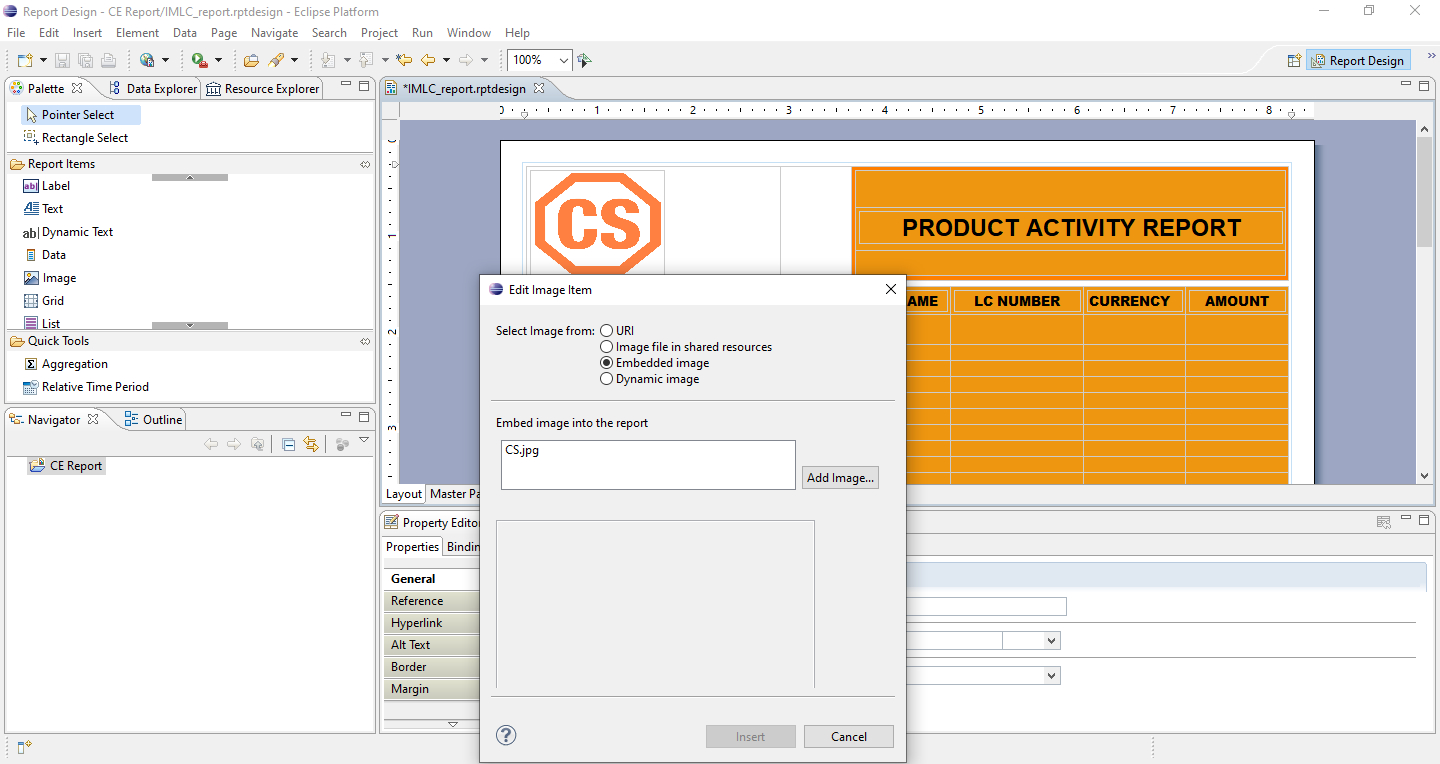 Report Design - CE Report/IMLC_report.rptdesign - Eclipse Platform
File Edit Insert Element Data Page Navigate Search Project Run Window Help
100%
Report Design
Palette Data Explorer Resource Explorer
Pointer Select
Rectangle Select
Report Items
Label
Text
Dynamic Text
Data
Image
Grid
List
Quick Tools
Aggregation
Relative Time Period
Navigator Outline
CE Report
*IMLC_report.rptdesign
0 1 2 3 4 5 6 7 8
0
1
2
3
CS
PRODUCT ACTIVITY REPORT
AME LC NUMBER CURRENCY AMOUNT
Layout Master Pa
Property Edito
Properties Bindin
General
Reference
Hyperlink
Alt Text
Border
Margin
Edit Image Item
Select Image from: URI
Image file in shared resources
Embedded image
Dynamic image
Embed image into the report
CS.jpg
Add Image...
Insert Cancel